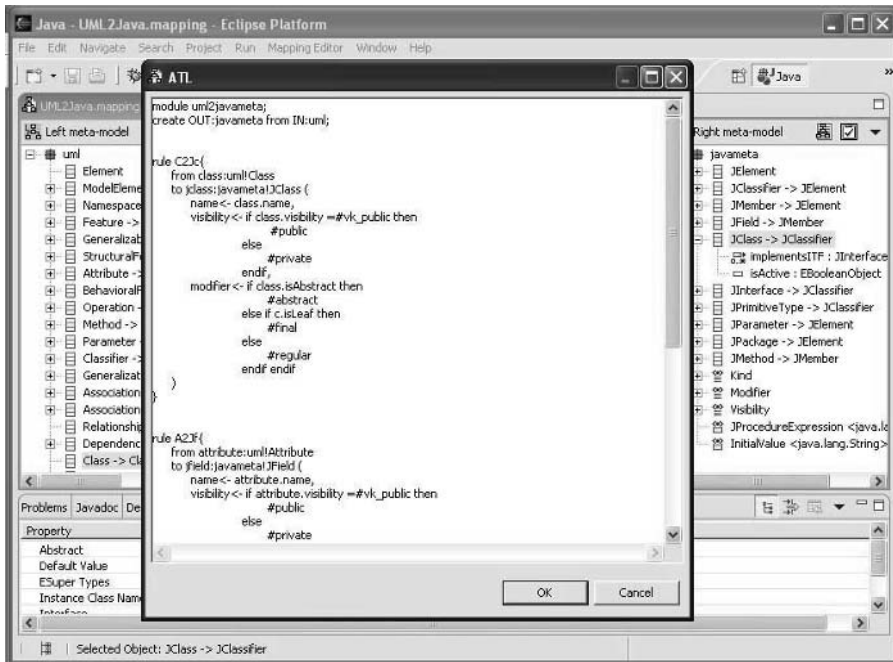 Java - UML2Java.mapping - Eclipse Platform
File Edit Navigate Search Project Run Mapping Editor Window Help
Java
»
UML2Java.mapping
Left meta-model
uml
Element
ModelEleme
Namespace
Feature ->
Generalizab
StructuralFe
Attribute ->
BehavioralF
Operation -
Method ->
Parameter
Classifier ->
Generalizat
Association
Association
Relationship
Dependenc
Class -> Cla
ATL
module uml2javameta;
create OUT:javameta from IN:uml;
rule C2Jc{
from class:uml!Class
to jclass:javameta!JClass (
name<- class.name,
visibility<- if class.visibility =#vk_public then
#public
else
#private
endif,
modifier<- if class.isAbstract then
#abstract
else if c.isLeaf then
#final
else
#regular
endif endif
)
}
rule A2Jf{
from attribute:uml!Attribute
to jfield:javameta!JField (
name<- attribute.name,
visibility<- if attribute.visibility =#vk_public then
#public
else
#private
OK Cancel
Right meta-model
javameta
JElement
JClassifier -> JElement
JMember -> JElement
JField -> JMember
JClass -> JClassifier
implementsITF : JInterface
isActive : EBooleanObject
JInterface -> JClassifier
JPrimitiveType -> JClassifier
JParameter -> JElement
JPackage -> JElement
JMethod -> JMember
Kind
Modifier
Visibility
JProcedureExpression <java.la
InitialValue <java.lang.String>
Problems Javadoc De
Property
Abstract
Default Value
ESuper Types
Instance Class Name
Interface
Selected Object: JClass -> JClassifier